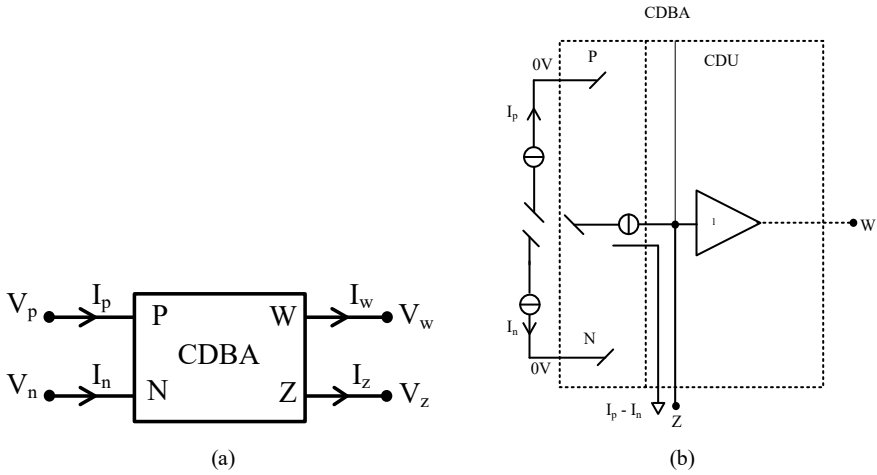 V_p I_p P W I_w V_w
CDBA
V_n I_n N Z I_z V_z
(a)
CDBA
0V P CDU
I_p
1 W
I_n N
0V
I_p - I_n Z
(b)